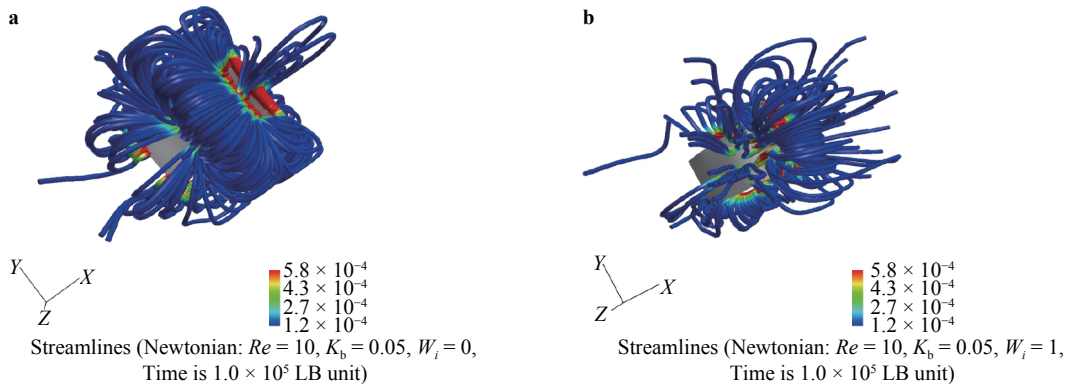 a
b
Y
X
Z
5.8 × 10⁻⁴
4.3 × 10⁻⁴
2.7 × 10⁻⁴
1.2 × 10⁻⁴
Streamlines (Newtonian: Re = 10, K_b = 0.05, W_i = 0,
Time is 1.0 × 10⁵ LB unit)
Y
X
Z
5.8 × 10⁻⁴
4.3 × 10⁻⁴
2.7 × 10⁻⁴
1.2 × 10⁻⁴
Streamlines (Newtonian: Re = 10, K_b = 0.05, W_i = 1,
Time is 1.0 × 10⁵ LB unit)